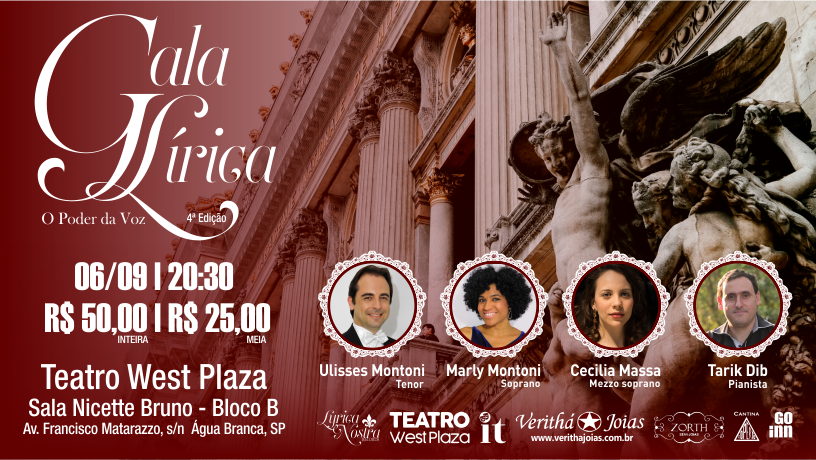 Gala
Lírica
O Poder da Voz
4ª Edição
06/09 | 20:30
R$ 50,00 | R$ 25,00
INTEIRA
MEIA
Teatro West Plaza
Sala Nicette Bruno - Bloco B
Av. Francisco Matarazzo, s/n Água Branca, SP
Ulisses Montoni
Tenor
Marly Montoni
Soprano
Cecilia Massa
Mezzo soprano
Tarik Dib
Pianista
Lyrica
Nostra
TEATRO
West Plaza
it
Verithá Joias
www.verithajoias.com.br
ZORTH
CANTINA
GO
inn